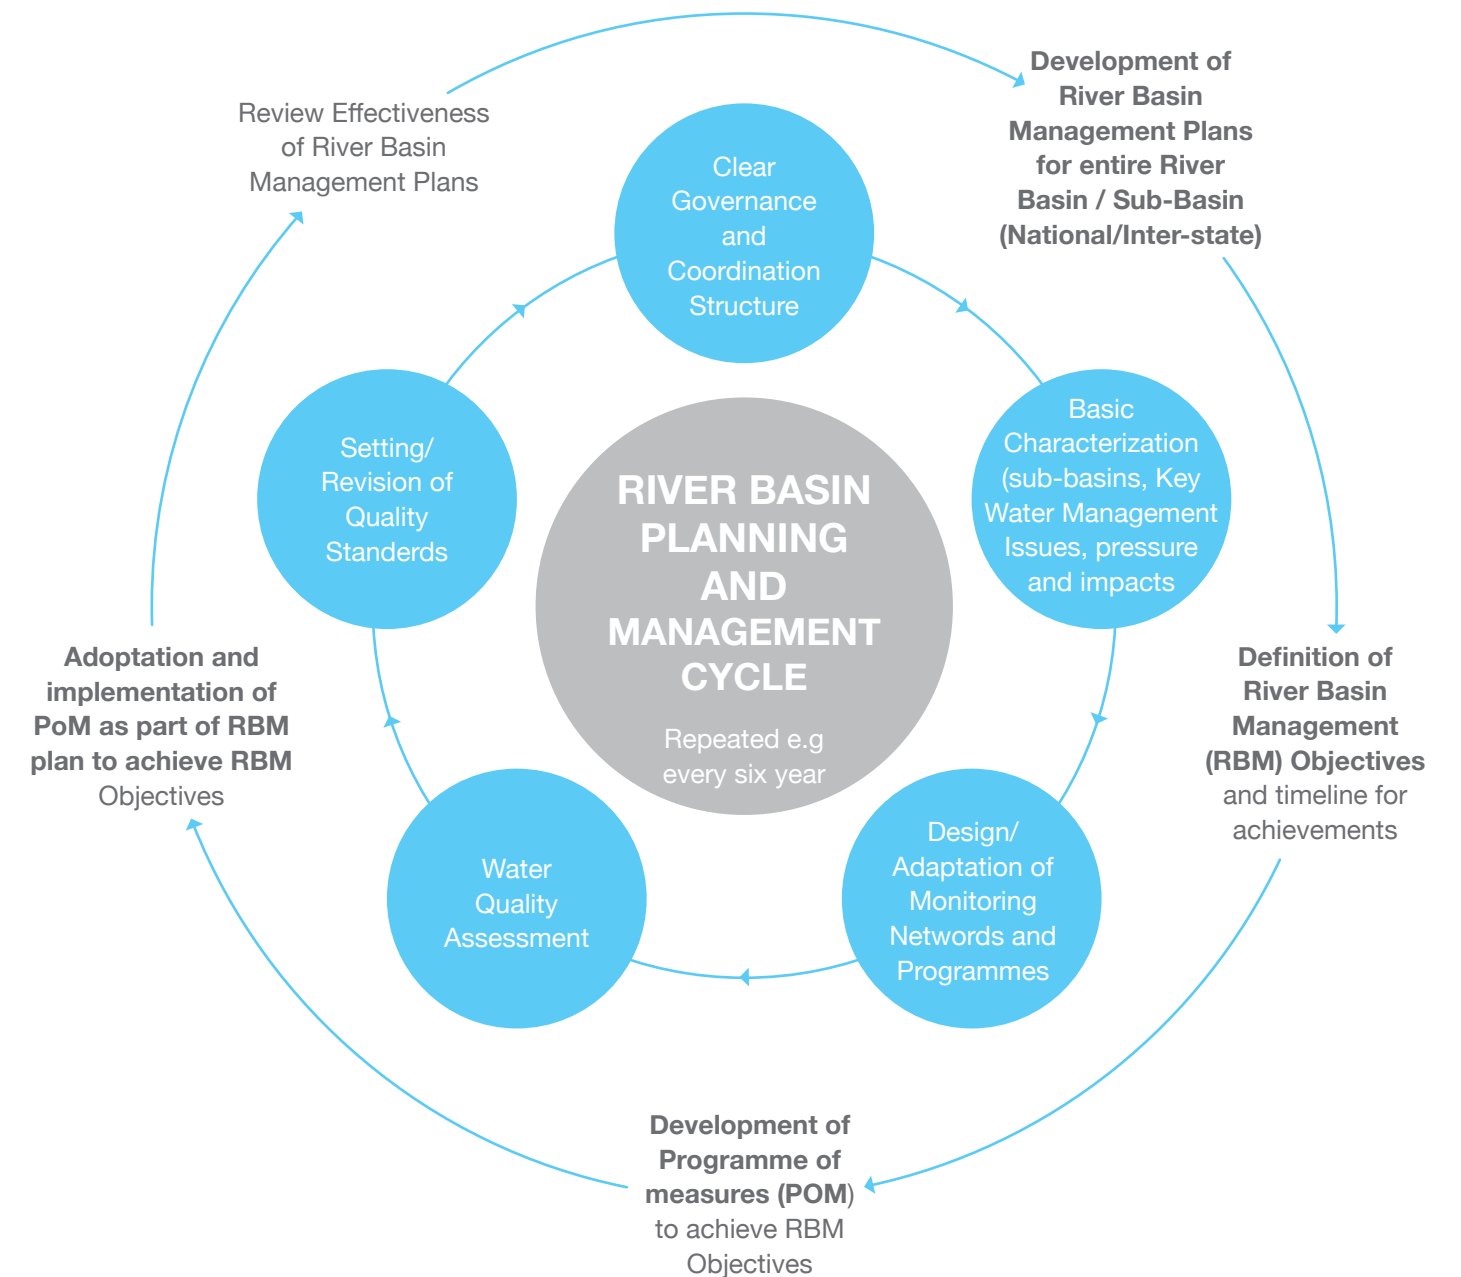 Review Effectiveness
of River Basin
Management Plans
Development of
River Basin
Management Plans
for entire River
Basin / Sub-Basin
(National/Inter-state)
Clear
Governance
and
Coordination
Structure
Setting/
Revision of
Quality
Standerds
Basic
Characterization
(sub-basins, Key
Water Management
Issues, pressure
and impacts
RIVER BASIN
PLANNING
AND
MANAGEMENT
CYCLE
Repeated e.g
every six year
Adoptation and
implementation of
PoM as part of RBM
plan to achieve RBM
Objectives
Definition of
River Basin
Management
(RBM) Objectives
and timeline for
achievements
Water
Quality
Assessment
Design/
Adaptation of
Monitoring
Networds and
Programmes
Development of
Programme of
measures (POM)
to achieve RBM
Objectives